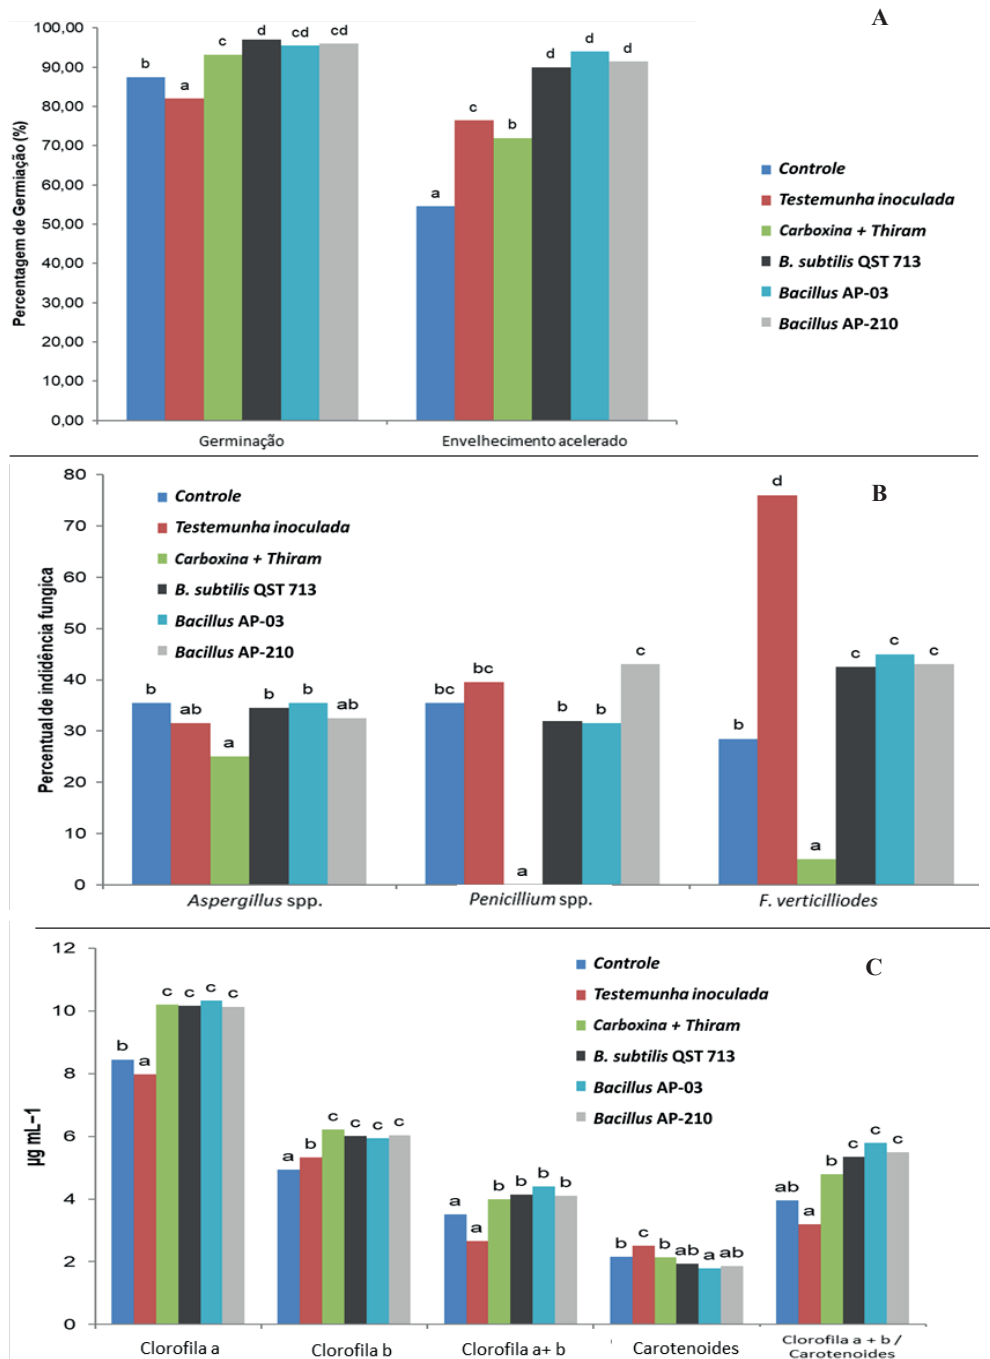 A
Percentagem de Germiação (%)
100,00
90,00
80,00
70,00
60,00
50,00
40,00
30,00
20,00
10,00
0,00
b
a
c
d
cd
cd
a
c
b
d
d
d
Germinação
Envelhecimento acelerado
Controle
Testemunha inoculada
Carboxina + Thiram
B. subtilis QST 713
Bacillus AP-03
Bacillus AP-210
B
Percentual de indidência fungica
80
70
60
50
40
30
20
10
0
Controle
Testemunha inoculada
Carboxina + Thiram
B. subtilis QST 713
Bacillus AP-03
Bacillus AP-210
b
ab
a
b
b
ab
bc
bc
a
b
b
c
b
d
a
c
c
c
Aspergillus spp.
Penicillium spp.
F. verticilliodes
C
µg mL−1
12
10
8
6
4
2
0
Controle
Testemunha inoculada
Carboxina + Thiram
B. subtilis QST 713
Bacillus AP-03
Bacillus AP-210
b
a
c
c
c
c
a
b
c
c
c
c
a
a
b
b
b
b
b
c
b
ab
a
ab
ab
a
b
c
c
c
Clorofila a
Clorofila b
Clorofila a+ b
Carotenoides
Clorofila a + b /
Carotenoides